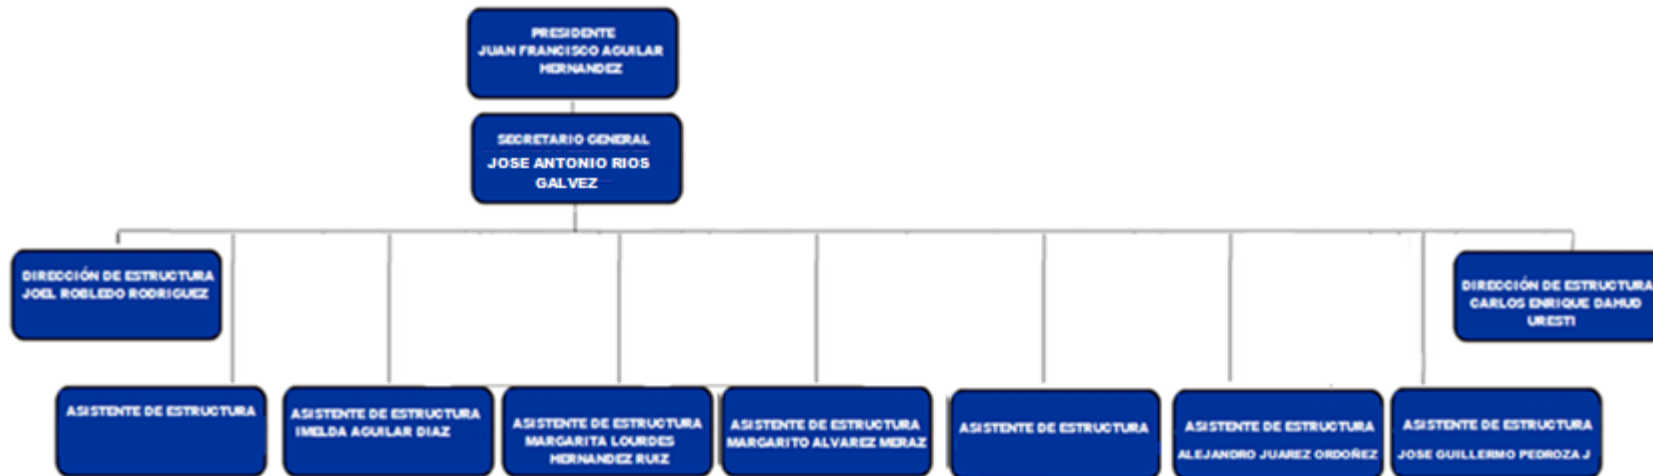 PRESIDENTE
JUAN FRANCISCO AGUILAR
HERNANDEZ
SECRETARIO GENERAL
JOSE ANTONIO RIOS
GALVEZ
DIRECCIÓN DE ESTRUCTURA
JOEL ROBLEDO RODRIGUEZ
DIRECCIÓN DE ESTRUCTURA
CARLOS ENRIQUE DAHUD
URESTI
ASISTENTE DE ESTRUCTURA
ASISTENTE DE ESTRUCTURA
IMELDA AGUILAR DIAZ
ASISTENTE DE ESTRUCTURA
MARGARITA LOURDES
HERNANDEZ RUIZ
ASISTENTE DE ESTRUCTURA
MARGARITO ALVAREZ MERAZ
ASISTENTE DE ESTRUCTURA
ASISTENTE DE ESTRUCTURA
ALEJANDRO JUAREZ ORDOÑEZ
ASISTENTE DE ESTRUCTURA
JOSE GUILLERMO PEDROZA J